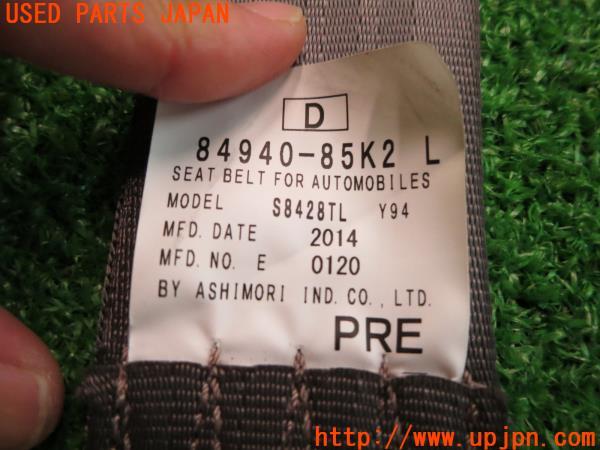 USED PARTS JAPAN
D
84940-85K2 L
SEAT BELT FOR AUTOMOBILES
MODEL S8428TL Y94
MFD. DATE 2014
MFD. NO. E 0120
BY ASHIMORI IND. CO., LTD.
PRE
http://www.upjpn.com